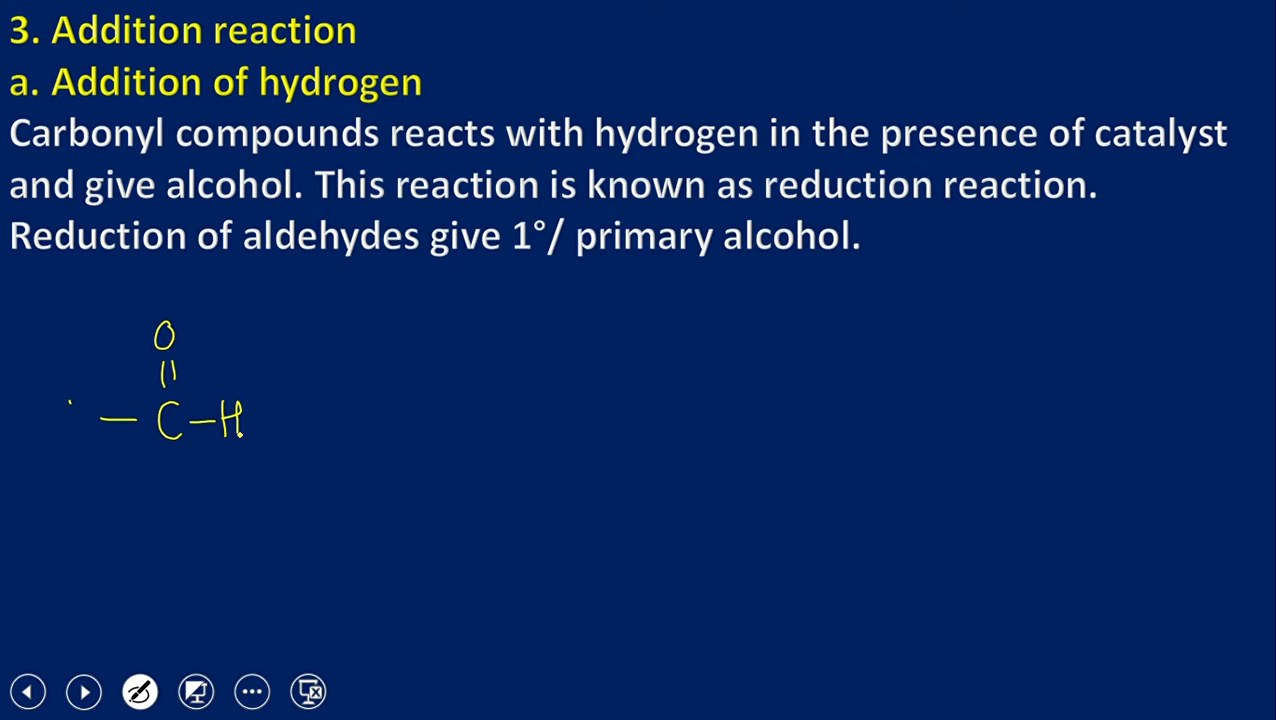 3. Addition reaction
a. Addition of hydrogen
Carbonyl compounds reacts with hydrogen in the presence of catalyst
and give alcohol. This reaction is known as reduction reaction.
Reduction of aldehydes give 1°/ primary alcohol.
O
||
— C – H